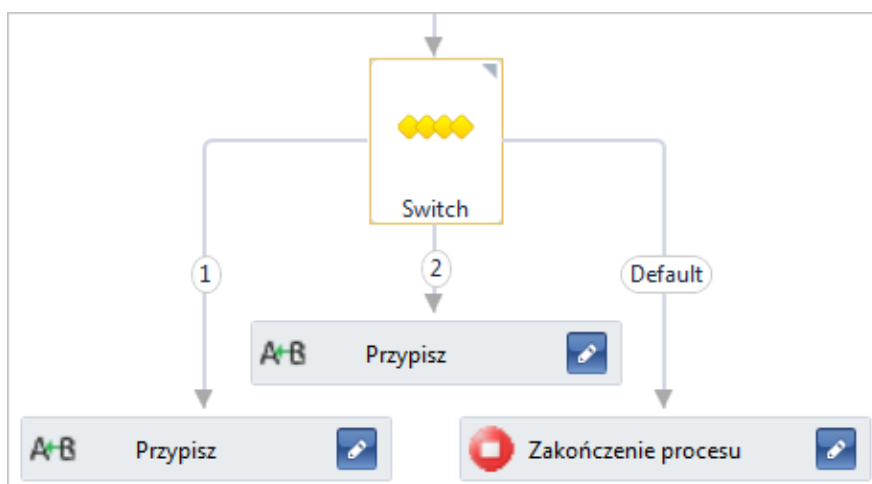 Switch
1
2
Default
A B
Przypisz
A B
Przypisz
Zakończenie procesu